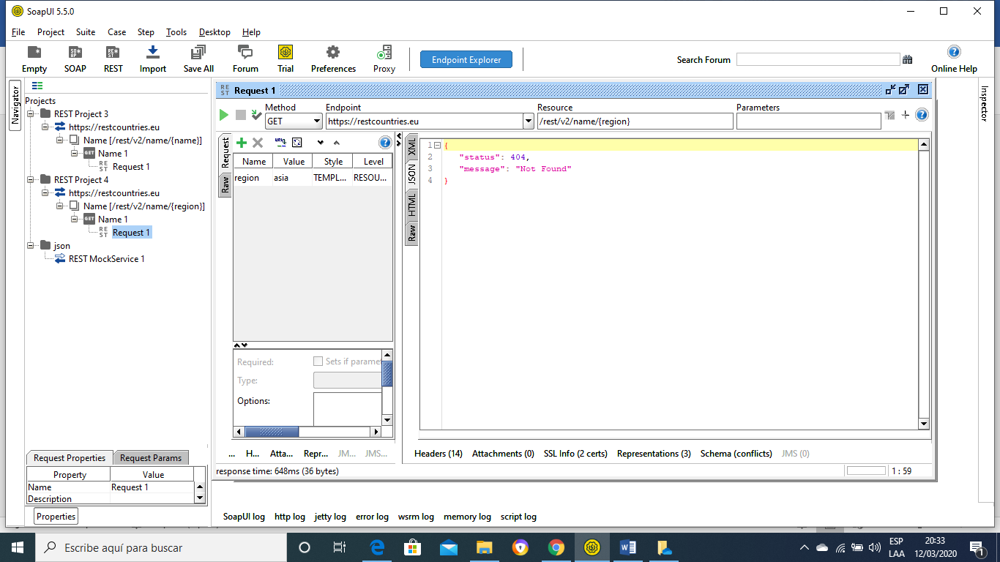 SoapUI 5.5.0
File Project Suite Case Step Tools Desktop Help
Empty SOAP REST Import Save All Forum Trial Preferences Proxy Endpoint Explorer Search Forum Online Help
Navigator
Projects
REST Project 3
https://restcountries.eu
Name [/rest/v2/name/{name}]
GET Name 1
REST Request 1
REST Project 4
https://restcountries.eu
Name [/rest/v2/name/{region}]
GET Name 1
REST Request 1
json
REST MockService 1
Request Properties Request Params
Property Value
Name Request 1
Description
Properties
REST Request 1
Method Endpoint Resource Parameters
GET https://restcountries.eu /rest/v2/name/{region}
Request
Raw
Name Value Style Level
region asia TEMPL... RESOU...
Required: Sets if paramet
Type:
Options:
... H... Atta... Repr... JM... JMS...
XML
JSON
HTML
Raw
1 {
2 "status": 404,
3 "message": "Not Found"
4 }
Headers (14) Attachments (0) SSL Info (2 certs) Representations (3) Schema (conflicts) JMS (0)
response time: 648ms (36 bytes) 1 : 59
Inspector
SoapUI log http log jetty log error log wsrm log memory log script log
Escribe aquí para buscar
ESP
LAA
20:33
12/03/2020
1